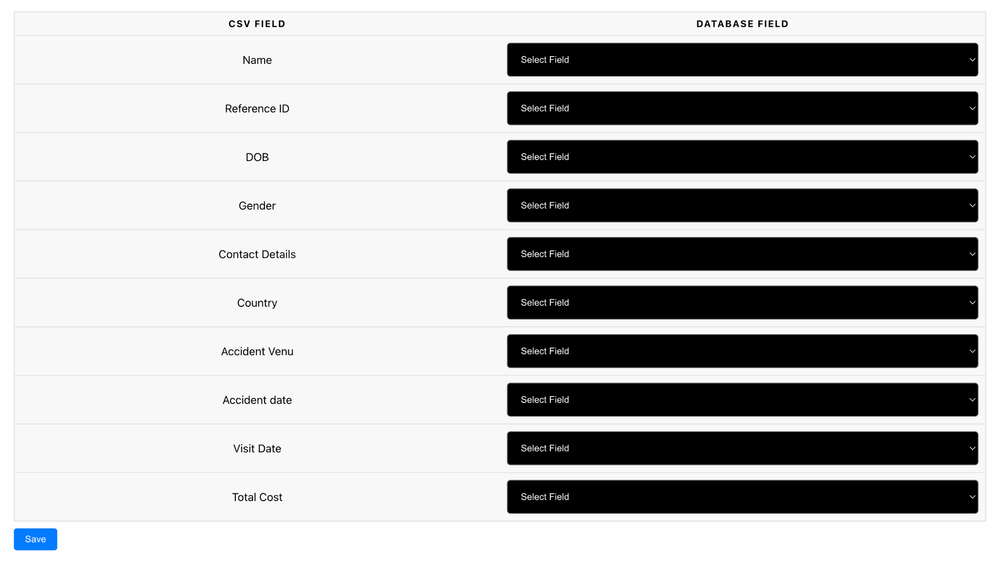 CSV FIELD DATABASE FIELD
Name Select Field
Reference ID Select Field
DOB Select Field
Gender Select Field
Contact Details Select Field
Country Select Field
Accident Venu Select Field
Accident date Select Field
Visit Date Select Field
Total Cost Select Field
Save